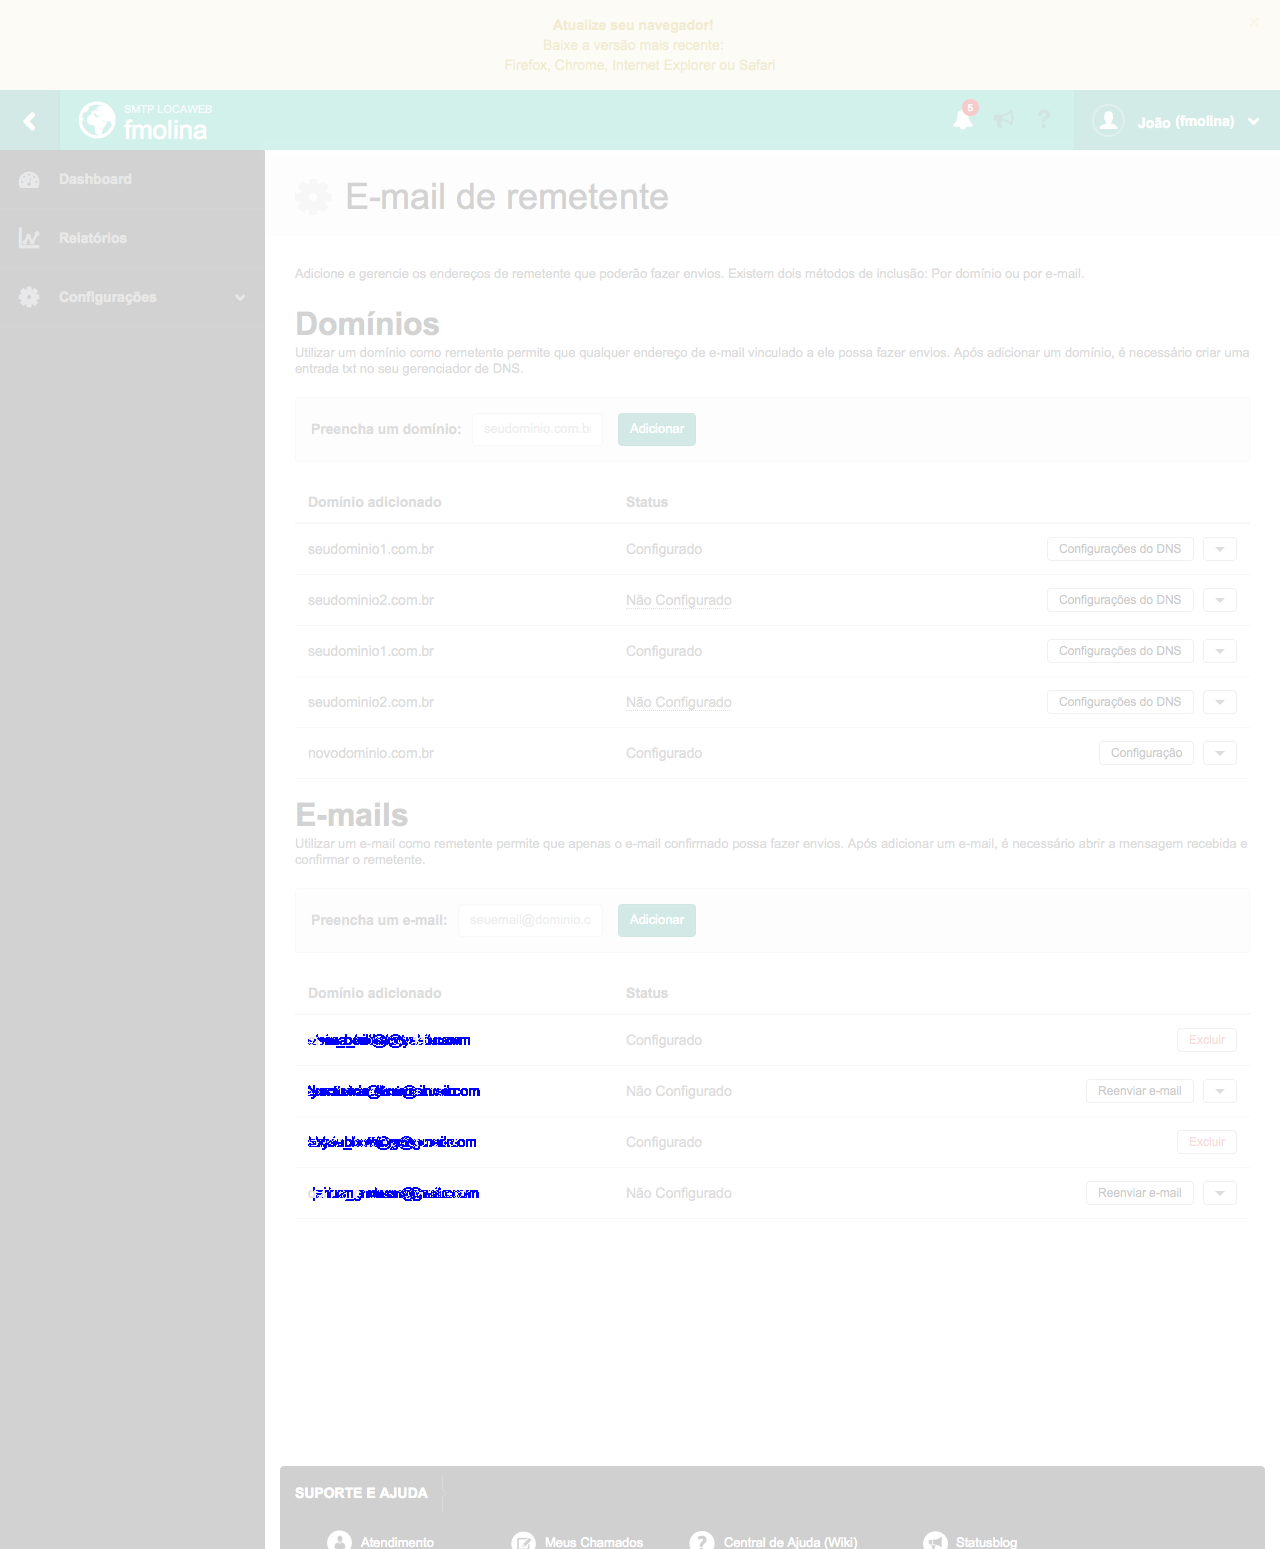 Atualize seu navegador!
Baixe a versão mais recente:
Firefox, Chrome, Internet Explorer ou Safari
×
SMTP LOCAWEB
fmolina
5
João (fmolina)
Dashboard
Relatórios
Configurações
E-mail de remetente
Adicione e gerencie os endereços de remetente que poderão fazer envios. Existem dois métodos de inclusão: Por domínio ou por e-mail.
Domínios
Utilizar um domínio como remetente permite que qualquer endereço de e-mail vinculado a ele possa fazer envios. Após adicionar um domínio, é necessário criar uma
entrada txt no seu gerenciador de DNS.
Preencha um domínio: seudominio.com.br Adicionar
Domínio adicionado Status
seudominio1.com.br Configurado Configurações do DNS
seudominio2.com.br Não Configurado Configurações do DNS
seudominio1.com.br Configurado Configurações do DNS
seudominio2.com.br Não Configurado Configurações do DNS
novodominio.com.br Configurado Configuração
E-mails
Utilizar um e-mail como remetente permite que apenas o e-mail confirmado possa fazer envios. Após adicionar um e-mail, é necessário abrir a mensagem recebida e
confirmar o remetente.
Preencha um e-mail: seuemail@dominio.c Adicionar
Domínio adicionado Status
Configurado Excluir
Não Configurado Reenviar e-mail
Configurado Excluir
Não Configurado Reenviar e-mail
SUPORTE E AJUDA
Atendimento Meus Chamados Central de Ajuda (Wiki) Statusblog